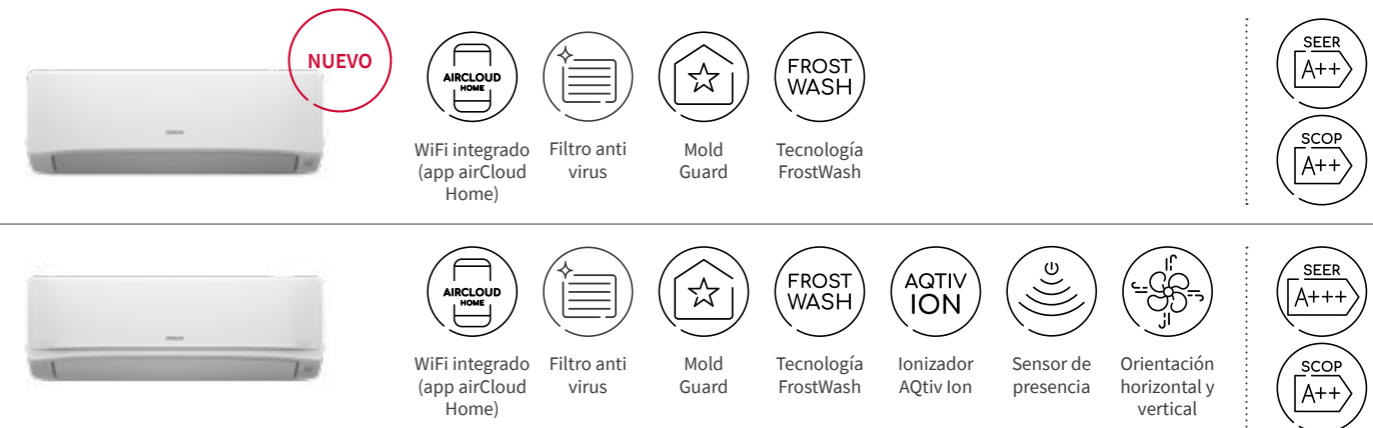 NUEVO
AIRCLOUD
HOME
FROST
WASH
WiFi integrado
(app airCloud
Home)
Filtro anti
virus
Mold
Guard
Tecnología
FrostWash
SEER
A++
SCOP
A++
AIRCLOUD
HOME
FROST
WASH
AQTIV
ION
WiFi integrado
(app airCloud
Home)
Filtro anti
virus
Mold
Guard
Tecnología
FrostWash
Ionizador
AQtiv Ion
Sensor de
presencia
Orientación
horizontal y
vertical
SEER
A+++
SCOP
A++